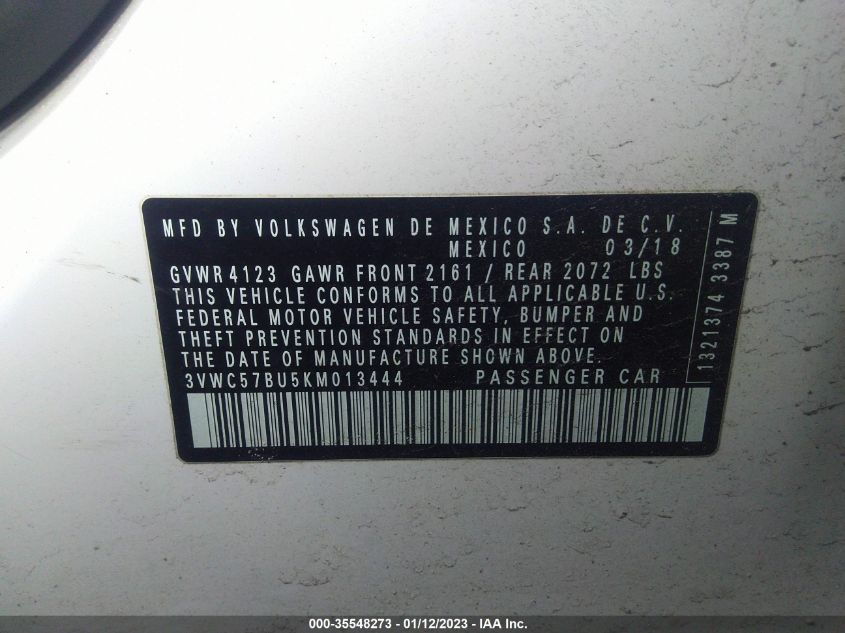 MFD BY VOLKSWAGEN DE MEXICO S.A. DE C.V.
MEXICO 03/18
GVWR 4123 GAWR FRONT 2161 / REAR 2072 LBS
THIS VEHICLE CONFORMS TO ALL APPLICABLE U.S.
FEDERAL MOTOR VEHICLE SAFETY, BUMPER AND
THEFT PREVENTION STANDARDS IN EFFECT ON
THE DATE OF MANUFACTURE SHOWN ABOVE.
3VWC57BU5KM013444 PASSENGER CAR
1321374 3387 M
000-35548273 - 01/12/2023 - IAA Inc.